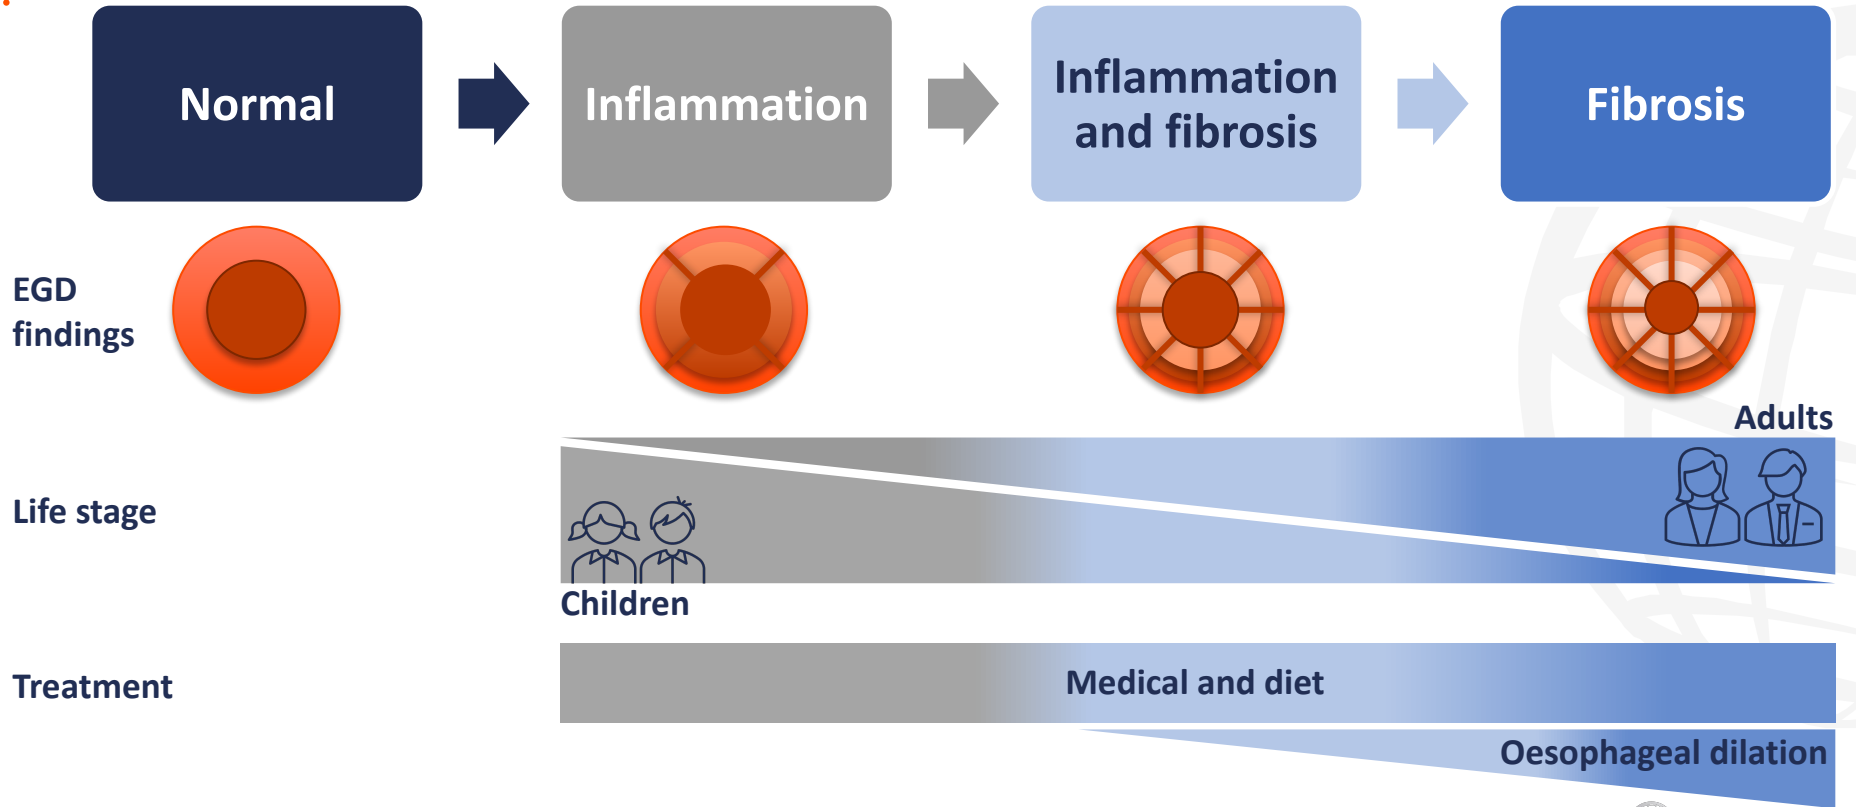 Normal
Inflammation
Inflammation
and fibrosis
Fibrosis
EGD
findings
Adults
Life stage
Children
Treatment
Medical and diet
Oesophageal dilation